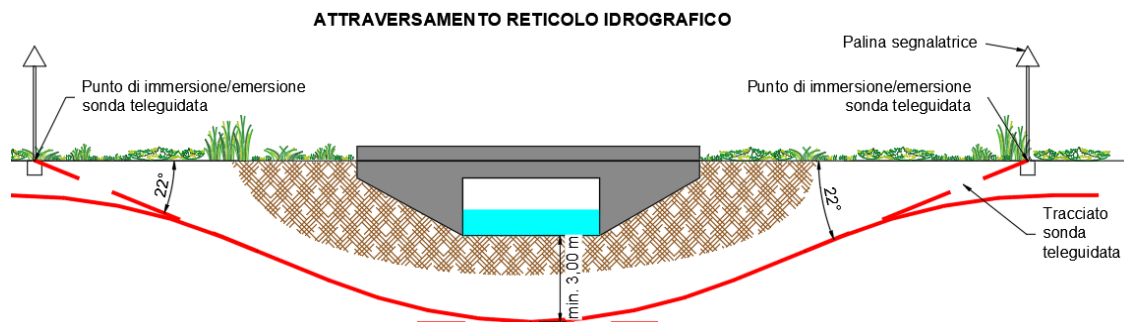 ATTRAVERSAMENTO RETICOLO IDROGRAFICO
Palina segnalatrice
Punto di immersione/emersione
sonda teleguidata
Punto di immersione/emersione
sonda teleguidata
22°
22°
Tracciato
sonda
teleguidata
min. 3,00 m